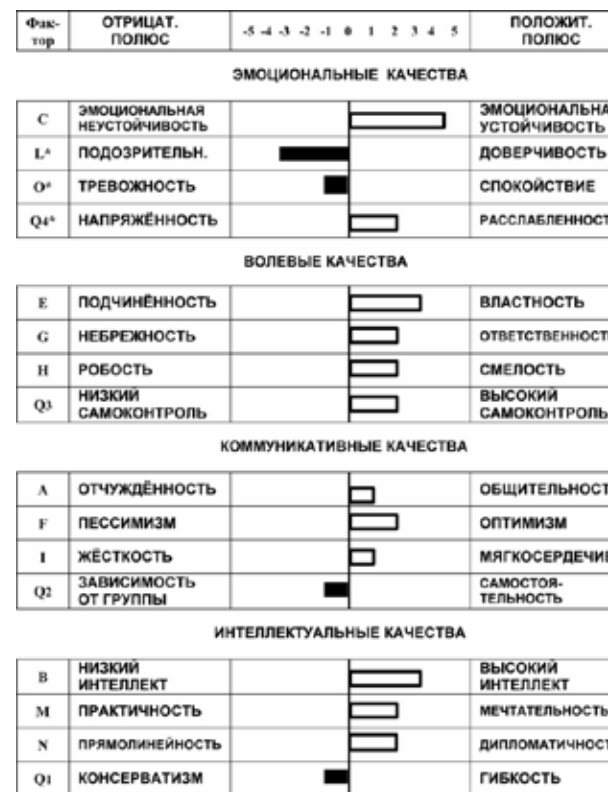 Фак-тор ОТРИЦАТ. ПОЛЮС -5 -4 -3 -2 -1 0 1 2 3 4 5 ПОЛОЖИТ. ПОЛЮС
ЭМОЦИОНАЛЬНЫЕ КАЧЕСТВА
C ЭМОЦИОНАЛЬНАЯ НЕУСТОЙЧИВОСТЬ ЭМОЦИОНАЛЬНА УСТОЙЧИВОСТЬ
L* ПОДОЗРИТЕЛЬН. ДОВЕРЧИВОСТЬ
O* ТРЕВОЖНОСТЬ СПОКОЙСТВИЕ
Q4* НАПРЯЖЁННОСТЬ РАССЛАБЛЕННОСТ
ВОЛЕВЫЕ КАЧЕСТВА
E ПОДЧИНЁННОСТЬ ВЛАСТНОСТЬ
G НЕБРЕЖНОСТЬ ОТВЕТСТВЕННОСТ
H РОБОСТЬ СМЕЛОСТЬ
Q3 НИЗКИЙ САМОКОНТРОЛЬ ВЫСОКИЙ САМОКОНТРОЛЬ
КОММУНИКАТИВНЫЕ КАЧЕСТВА
A ОТЧУЖДЁННОСТЬ ОБЩИТЕЛЬНОСТ
F ПЕССИМИЗМ ОПТИМИЗМ
I ЖЁСТКОСТЬ МЯГКОСЕРДЕЧИЕ
Q2 ЗАВИСИМОСТЬ ОТ ГРУППЫ САМОСТОЯ-ТЕЛЬНОСТЬ
ИНТЕЛЛЕКТУАЛЬНЫЕ КАЧЕСТВА
B НИЗКИЙ ИНТЕЛЛЕКТ ВЫСОКИЙ ИНТЕЛЛЕКТ
M ПРАКТИЧНОСТЬ МЕЧТАТЕЛЬНОСТЬ
N ПРЯМОЛИНЕЙНОСТЬ ДИПЛОМАТИЧНОСТ
Q1 КОНСЕРВАТИЗМ ГИБКОСТЬ